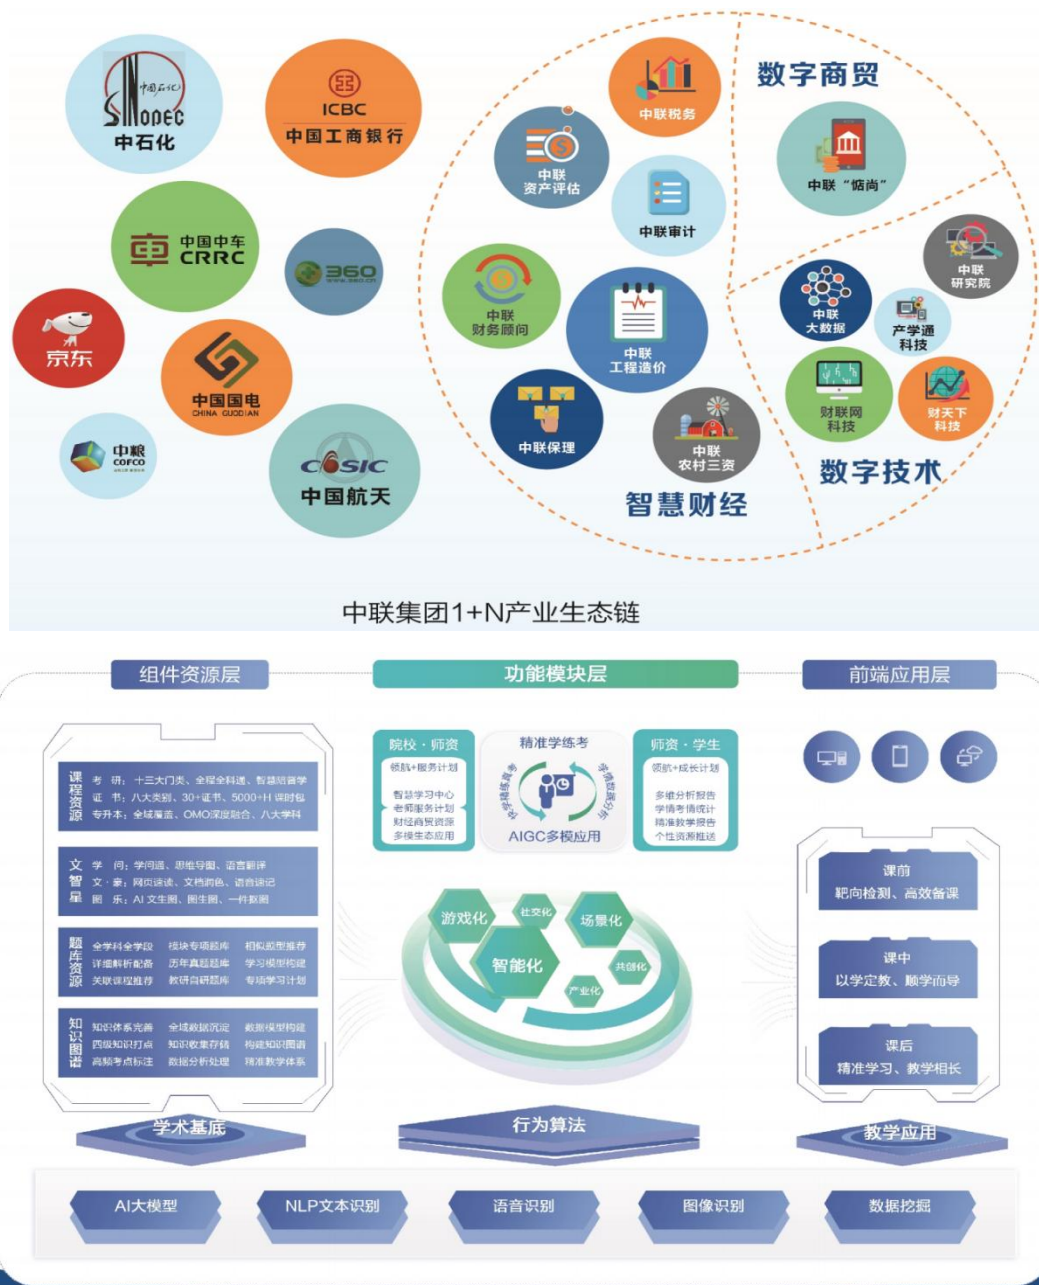 SINOPEC
中国石化
中石化
ICBC
中国工商银行
中国中车
CRRC
360
WWW.360.CN
京东
中国国电
CHINA GUODIAN
中粮
COFCO
CASIC
中国航天
中联税务
中联
资产评估
中联审计
中联
财务顾问
中联
工程造价
中联保理
中联
农村三资
智慧财经
数字商贸
中联“惦尚”
中联
研究院
中联
大数据
产学通
科技
财联网
科技
财天下
科技
数字技术
中联集团1+N产业生态链
组件资源层
功能模块层
前端应用层
课程资源
考 研：十三大门类、全程全科通、智慧陪督学
证 书：八大类别、30+证书、5000+H 课时包
专升本：全域覆盖、OMO深度融合、八大学科
文智星
学 问：学问通、思维导图、语言翻译
文·豪：网页速读、文档润色、语音速记
图 乐：AI 文生图、图生图、一件抠图
题库资源
全学科全学段 模块专项题库 相似题型推荐
详细解析配备 历年真题题库 学习模型构建
关联课程推荐 教研自研题库 专项学习计划
知识图谱
知识体系完善 全域数据沉淀 数据模型构建
四级知识打点 知识收集存储 构建知识图谱
高频考点标注 数据分析处理 精准教学体系
学术基底
院校·师资
领航+服务计划
智慧学习中心
老师服务计划
财经商贸资源
多模生态应用
精准学练考
学情数据分析
AIGC多模应用
师资·学生
领航+成长计划
多维分析报告
学情考情统计
精准教学报告
个性资源推送
游戏化
社交化
场景化
智能化
共创化
产业化
行为算法
课前
靶向检测、高效备课
课中
以学定教、顺学而导
课后
精准学习、教学相长
教学应用
AI大模型
NLP文本识别
语音识别
图像识别
数据挖掘